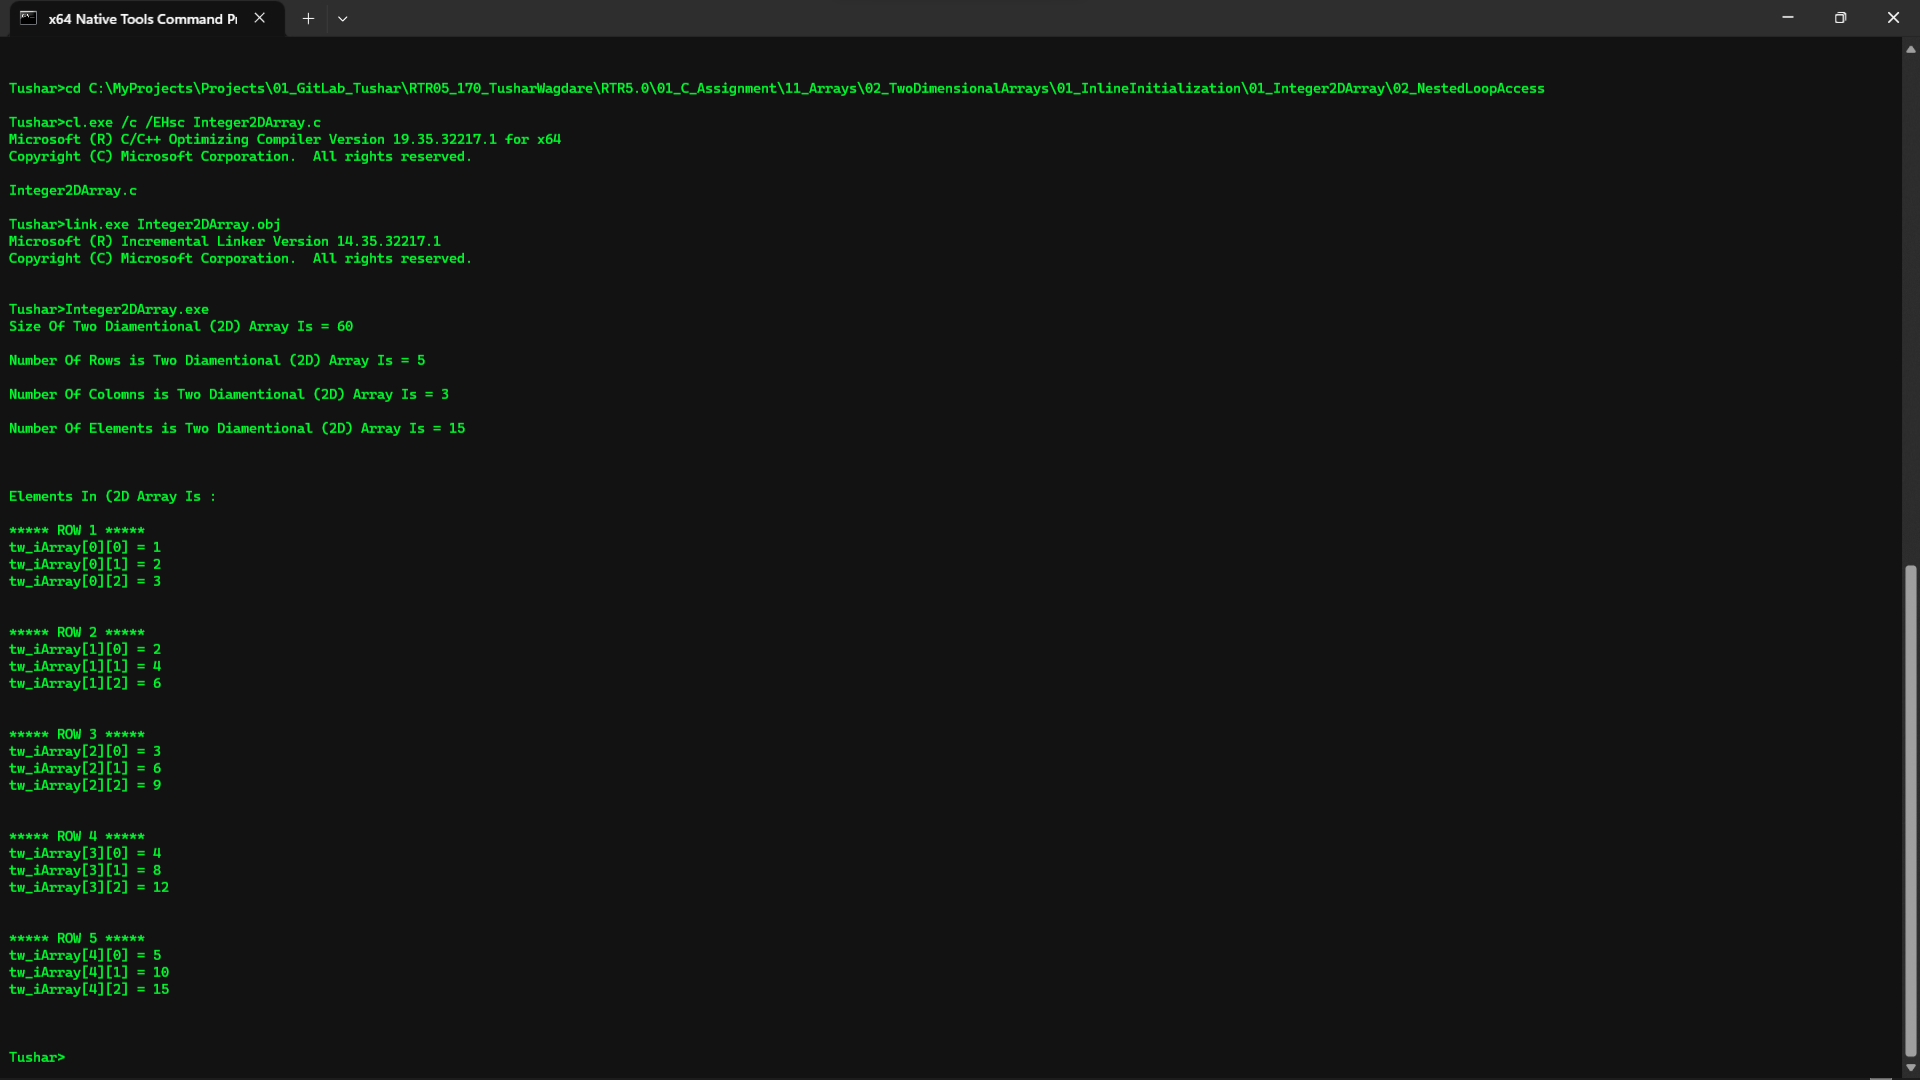 x64 Native Tools Command P
Tushar>cd C:\MyProjects\Projects\01_GitLab_Tushar\RTR05_170_TusharWagdare\RTR5.0\01_C_Assignment\11_Arrays\02_TwoDimensionalArrays\01_InlineInitialization\01_Integer2DArray\02_NestedLoopAccess
Tushar>cl.exe /c /EHsc Integer2DArray.c
Microsoft (R) C/C++ Optimizing Compiler Version 19.35.32217.1 for x64
Copyright (C) Microsoft Corporation.  All rights reserved.
Integer2DArray.c
Tushar>link.exe Integer2DArray.obj
Microsoft (R) Incremental Linker Version 14.35.32217.1
Copyright (C) Microsoft Corporation.  All rights reserved.
Tushar>Integer2DArray.exe
Size Of Two Diamentional (2D) Array Is = 60
Number Of Rows is Two Diamentional (2D) Array Is = 5
Number Of Colomns is Two Diamentional (2D) Array Is = 3
Number Of Elements is Two Diamentional (2D) Array Is = 15
Elements In (2D Array Is :
***** ROW 1 *****
tw_iArray[0][0] = 1
tw_iArray[0][1] = 2
tw_iArray[0][2] = 3
***** ROW 2 *****
tw_iArray[1][0] = 2
tw_iArray[1][1] = 4
tw_iArray[1][2] = 6
***** ROW 3 *****
tw_iArray[2][0] = 3
tw_iArray[2][1] = 6
tw_iArray[2][2] = 9
***** ROW 4 *****
tw_iArray[3][0] = 4
tw_iArray[3][1] = 8
tw_iArray[3][2] = 12
***** ROW 5 *****
tw_iArray[4][0] = 5
tw_iArray[4][1] = 10
tw_iArray[4][2] = 15
Tushar>